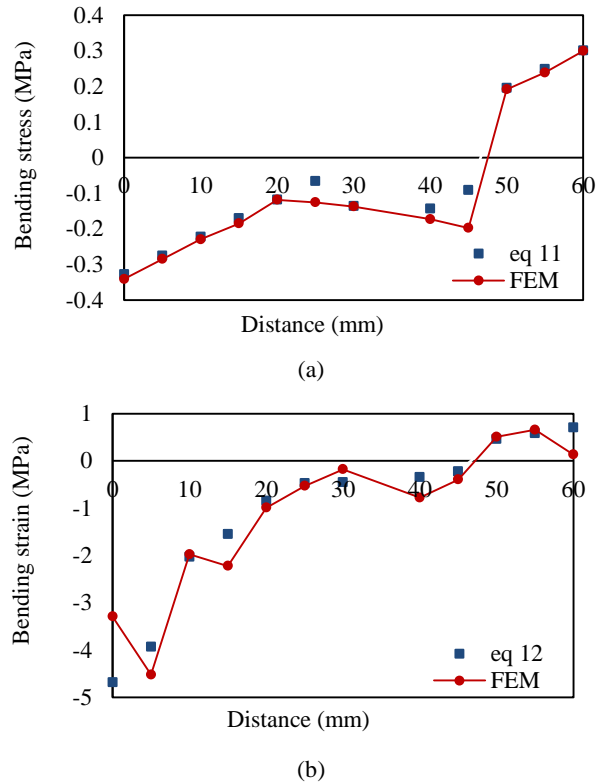 0.4
0.3
0.2
0.1
0
-0.1
-0.2
-0.3
-0.4
Bending stress (MPa)
0 10 20 30 40 50 60
eq 11
FEM
Distance (mm)
(a)
1
0
-1
-2
-3
-4
-5
Bending strain (MPa)
0 10 20 30 40 50 60
eq 12
FEM
Distance (mm)
(b)